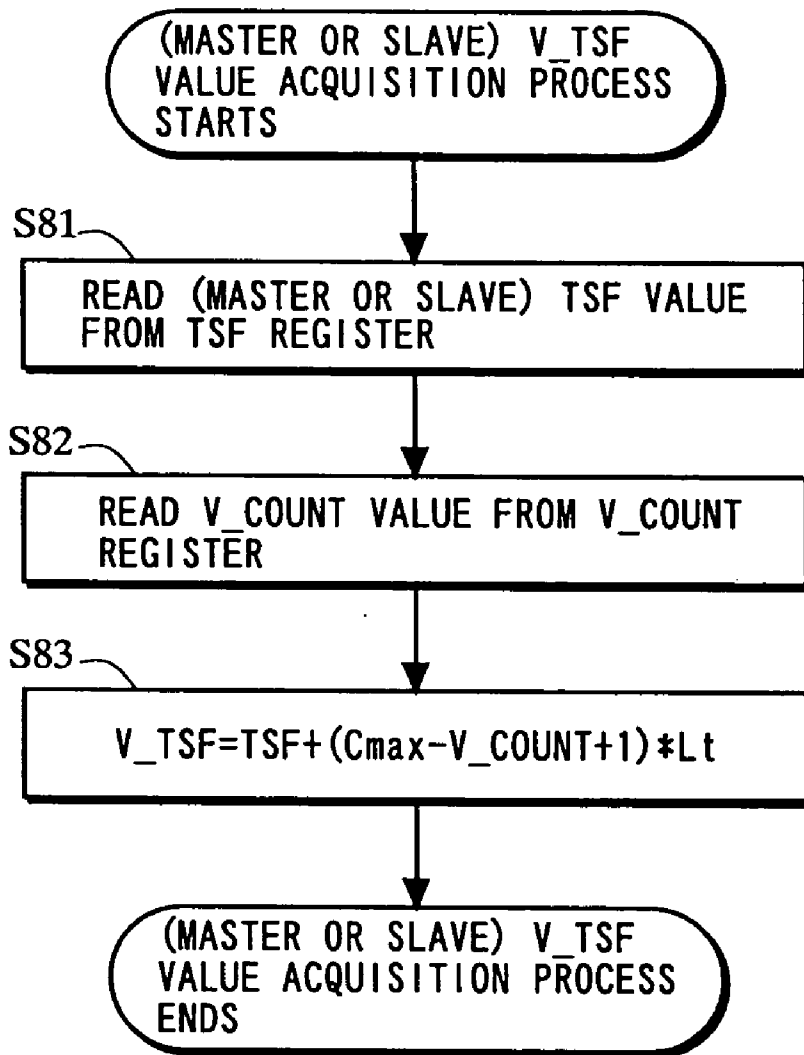 (MASTER OR SLAVE) V_TSF
VALUE ACQUISITION PROCESS
STARTS
S81
READ (MASTER OR SLAVE) TSF VALUE
FROM TSF REGISTER
S82
READ V_COUNT VALUE FROM V_COUNT
REGISTER
S83
V_TSF=TSF+(Cmax-V_COUNT+1)*Lt
(MASTER OR SLAVE) V_TSF
VALUE ACQUISITION PROCESS
ENDS